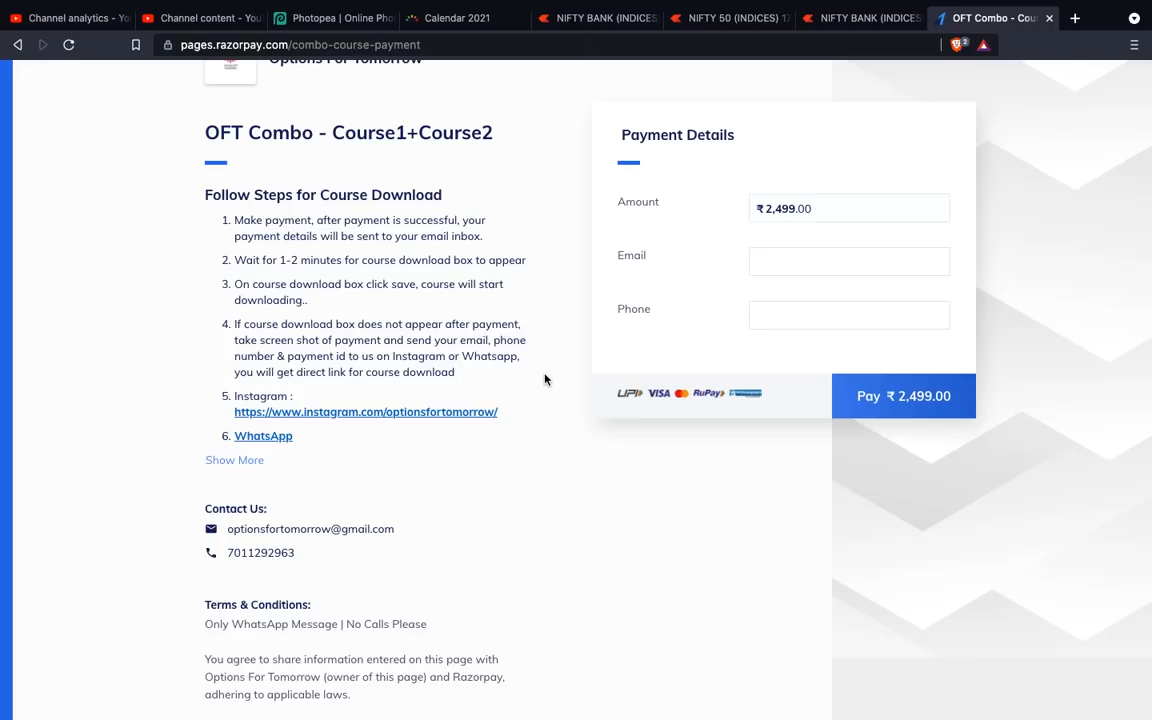 Channel analytics - Yo
Channel content - You
Photopea | Online Pho
Calendar 2021
NIFTY BANK (INDICES
NIFTY 50 (INDICES) 17
NIFTY BANK (INDICES
OFT Combo - Cour
pages.razorpay.com/combo-course-payment
2
Options For Tomorrow
OFT Combo - Course1+Course2
Follow Steps for Course Download
1. Make payment, after payment is successful, your
payment details will be sent to your email inbox.
2. Wait for 1-2 minutes for course download box to appear
3. On course download box click save, course will start
downloading..
4. If course download box does not appear after payment,
take screen shot of payment and send your email, phone
number & payment id to us on Instagram or Whatsapp,
you will get direct link for course download
5. Instagram :
https://www.instagram.com/optionsfortomorrow/
6. WhatsApp
Show More
Contact Us:
optionsfortomorrow@gmail.com
7011292963
Terms & Conditions:
Only WhatsApp Message | No Calls Please
You agree to share information entered on this page with
Options For Tomorrow (owner of this page) and Razorpay,
adhering to applicable laws.
Payment Details
Amount
₹ 2,499.00
Email
Phone
UPI VISA RuPay
Pay ₹ 2,499.00